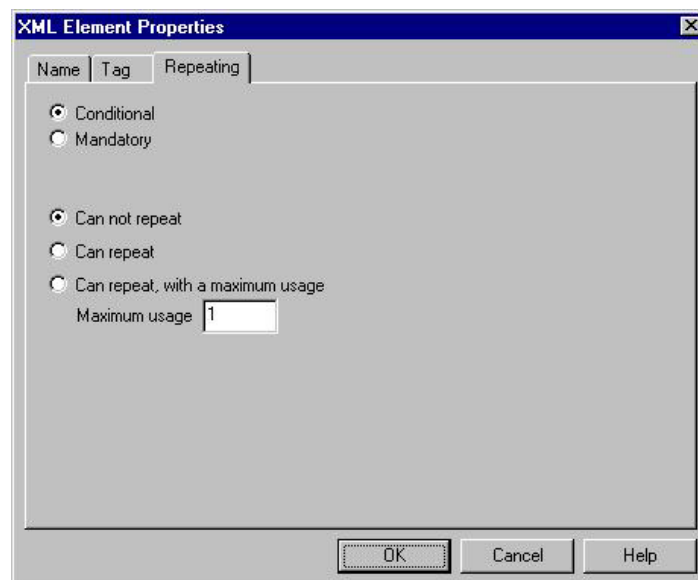 XML Element Properties
Name Tag Repeating
Conditional
Mandatory
Can not repeat
Can repeat
Can repeat, with a maximum usage
Maximum usage 1
OK Cancel Help